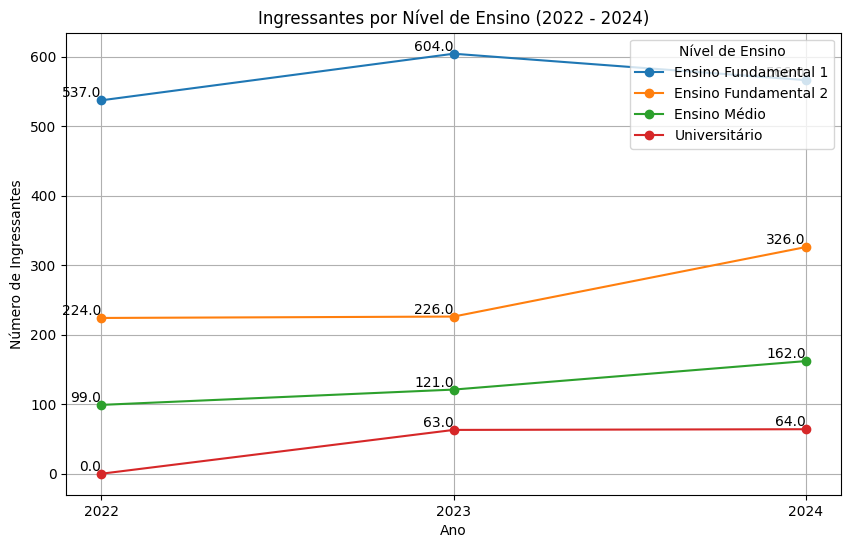 Ingressantes por Nível de Ensino (2022 - 2024)
Número de Ingressantes
600
500
400
300
200
100
0
537.0
604.0
224.0
226.0
326.0
99.0
121.0
162.0
0.0
63.0
64.0
Nível de Ensino
Ensino Fundamental 1
Ensino Fundamental 2
Ensino Médio
Universitário
2022
2023
2024
Ano